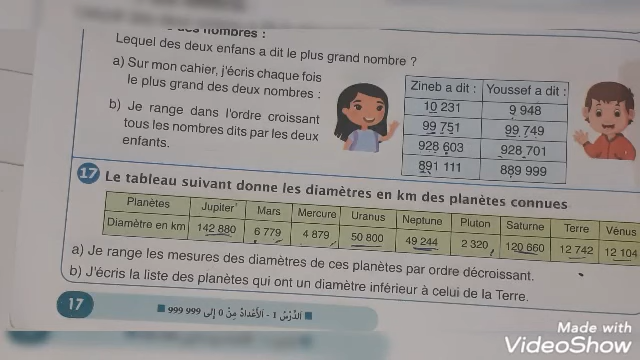 des nombres :
Lequel des deux enfans a dit le plus grand nombre ?
a) Sur mon cahier, j'écris chaque fois
le plus grand des deux nombres :
b) Je range dans l'ordre croissant
tous les nombres dits par les deux
enfants.
Zineb a dit : Youssef a dit :
10 231 9 948
99 751 99 749
928 603 928 701
891 111 889 999
17 Le tableau suivant donne les diamètres en km des planètes connues
Planètes Jupiter Mars Mercure Uranus Neptune Pluton Saturne Terre Vénus
Diamètre en km 142 880 6 779 4 879 50 800 49 244 2 320 120 660 12 742 12 104
a) Je range les mesures des diamètres de ces planètes par ordre décroissant.
b) J'écris la liste des planètes qui ont un diamètre inférieur à celui de la Terre.
17
الدَّرْسُ 1 - الْأَعْدادُ مِنْ 0 إلى 999 999
Made with
VideoShow